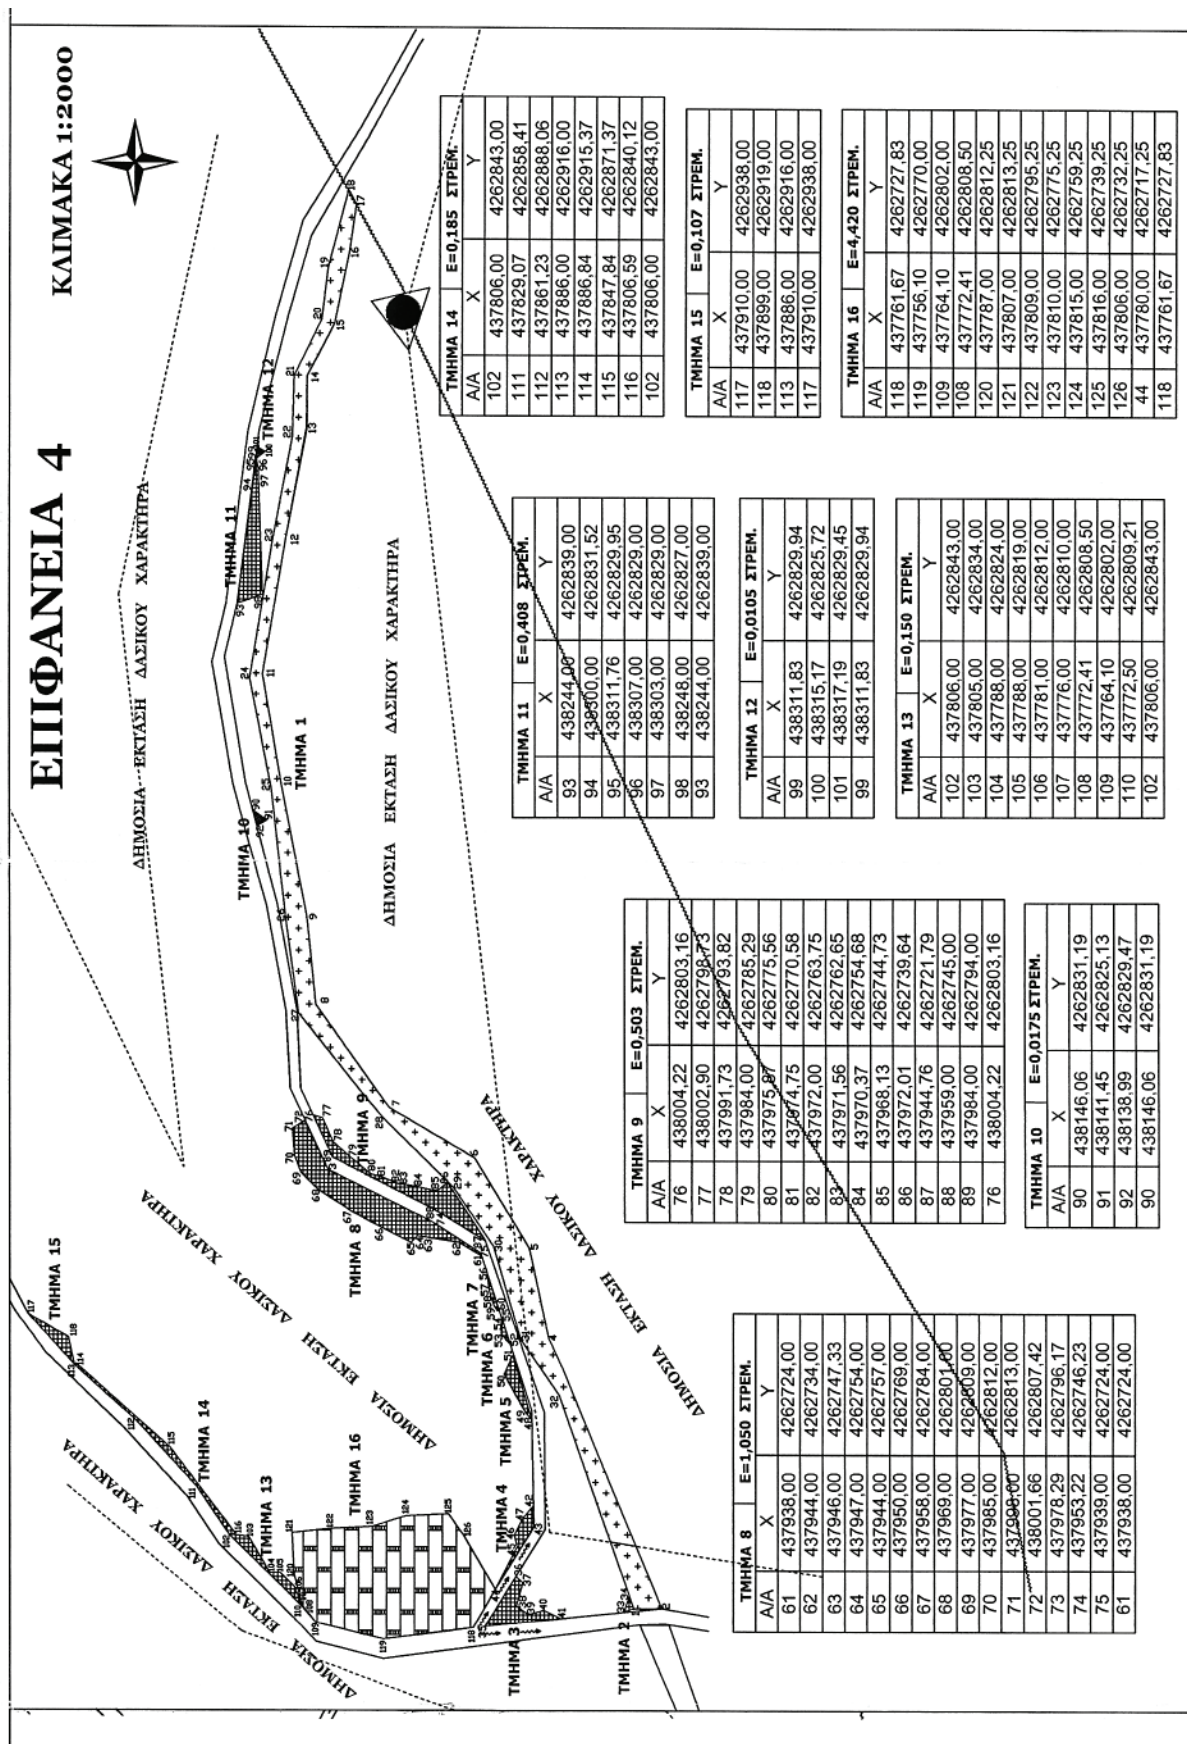 ΕΠΙΦΑΝΕΙΑ 4
ΚΛΙΜΑΚΑ 1:2000
ΔΗΜΟΣΙΑ ΕΚΤΑΣΗ ΔΑΣΙΚΟΥ ΧΑΡΑΚΤΗΡΑ
ΔΗΜΟΣΙΑ ΕΚΤΑΣΗ ΔΑΣΙΚΟΥ ΧΑΡΑΚΤΗΡΑ
ΔΗΜΟΣΙΑ ΕΚΤΑΣΗ ΔΑΣΙΚΟΥ ΧΑΡΑΚΤΗΡΑ
ΔΗΜΟΣΙΑ ΕΚΤΑΣΗ ΔΑΣΙΚΟΥ ΧΑΡΑΚΤΗΡΑ
ΔΗΜΟΣΙΑ ΕΚΤΑΣΗ ΔΑΣΙΚΟΥ ΧΑΡΑΚΤΗΡΑ
ΤΜΗΜΑ 15
ΤΜΗΜΑ 14
ΤΜΗΜΑ 13
ΤΜΗΜΑ 16
ΤΜΗΜΑ 8
ΤΜΗΜΑ 9
ΤΜΗΜΑ 10
ΤΜΗΜΑ 11
ΤΜΗΜΑ 12
ΤΜΗΜΑ 1
ΤΜΗΜΑ 7
ΤΜΗΜΑ 6
ΤΜΗΜΑ 5
ΤΜΗΜΑ 4
ΤΜΗΜΑ 3
ΤΜΗΜΑ 2
ΤΜΗΜΑ 8 Ε=1,050 ΣΤΡΕΜ.
Α/Α X Y
61 437938,00 4262724,00
62 437944,00 4262734,00
63 437946,00 4262747,33
64 437947,00 4262754,00
65 437944,00 4262757,00
66 437950,00 4262769,00
67 437958,00 4262784,00
68 437969,00 4262801,00
69 437977,00 4262809,00
70 437985,00 4262812,00
71 437998,00 4262813,00
72 438001,66 4262807,42
73 437978,29 4262796,17
74 437953,22 4262746,23
75 437939,00 4262724,00
61 437938,00 4262724,00
ΤΜΗΜΑ 9 Ε=0,503 ΣΤΡΕΜ.
Α/Α X Y
76 438004,22 4262803,16
77 438002,90 4262798,73
78 437991,73 4262793,82
79 437984,00 4262785,29
80 437975,87 4262775,56
81 437974,75 4262770,58
82 437972,00 4262763,75
83 437971,56 4262762,65
84 437970,37 4262754,68
85 437968,13 4262744,73
86 437972,01 4262739,64
87 437944,76 4262721,79
88 437959,00 4262745,00
89 437984,00 4262794,00
76 438004,22 4262803,16
ΤΜΗΜΑ 10 Ε=0,0175 ΣΤΡΕΜ.
Α/Α X Y
90 438146,06 4262831,19
91 438141,45 4262825,13
92 438138,99 4262829,47
90 438146,06 4262831,19
ΤΜΗΜΑ 11 Ε=0,408 ΣΤΡΕΜ.
Α/Α X Y
93 438244,00 4262839,00
94 438300,00 4262831,52
95 438311,76 4262829,95
96 438307,00 4262829,00
97 438303,00 4262829,00
98 438248,00 4262827,00
93 438244,00 4262839,00
ΤΜΗΜΑ 12 Ε=0,0105 ΣΤΡΕΜ.
Α/Α X Y
99 438311,83 4262829,94
100 438315,17 4262825,72
101 438317,19 4262829,45
99 438311,83 4262829,94
ΤΜΗΜΑ 13 Ε=0,150 ΣΤΡΕΜ.
Α/Α X Y
102 437806,00 4262843,00
103 437805,00 4262834,00
104 437788,00 4262824,00
105 437788,00 4262819,00
106 437781,00 4262812,00
107 437776,00 4262810,00
108 437772,41 4262808,50
109 437764,10 4262802,00
110 437772,50 4262809,21
102 437806,00 4262843,00
ΤΜΗΜΑ 14 Ε=0,185 ΣΤΡΕΜ.
Α/Α X Y
102 437806,00 4262843,00
111 437829,07 4262858,41
112 437861,23 4262888,06
113 437886,00 4262916,00
114 437886,84 4262915,37
115 437847,84 4262871,37
116 437806,59 4262840,12
102 437806,00 4262843,00
ΤΜΗΜΑ 15 Ε=0,107 ΣΤΡΕΜ.
Α/Α X Y
117 437910,00 4262938,00
118 437899,00 4262919,00
113 437886,00 4262916,00
117 437910,00 4262938,00
ΤΜΗΜΑ 16 Ε=4,420 ΣΤΡΕΜ.
Α/Α X Y
118 437761,67 4262727,83
119 437756,10 4262770,00
109 437764,10 4262802,00
108 437772,41 4262808,50
120 437787,00 4262812,25
121 437807,00 4262813,25
122 437809,00 4262795,25
123 437810,00 4262775,25
124 437815,00 4262759,25
125 437816,00 4262739,25
126 437806,00 4262732,25
44 437780,00 4262717,25
118 437761,67 4262727,83